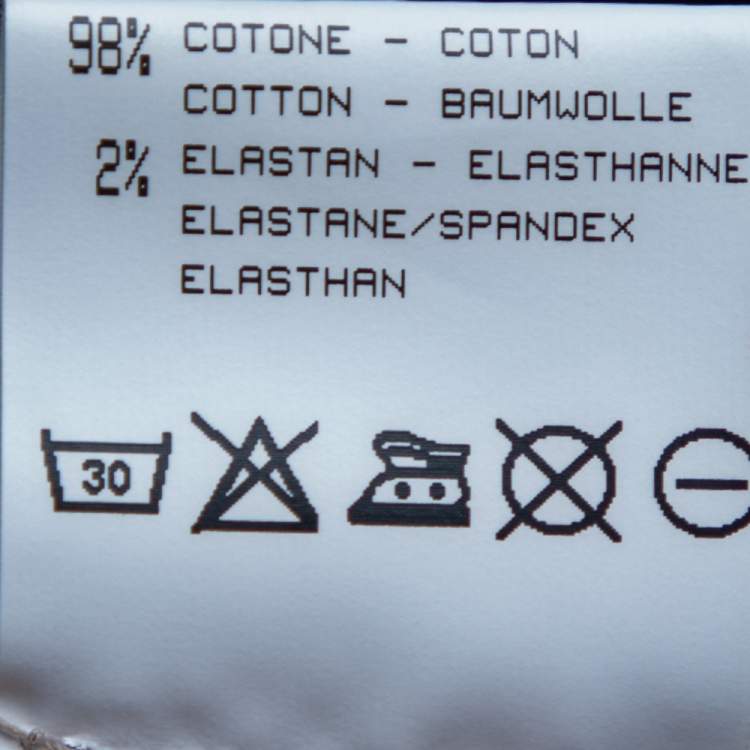 98% COTONE - COTON
COTTON - BAUMWOLLE
2% ELASTAN - ELASTHANNE
ELASTANE/SPANDEX
ELASTHAN
30